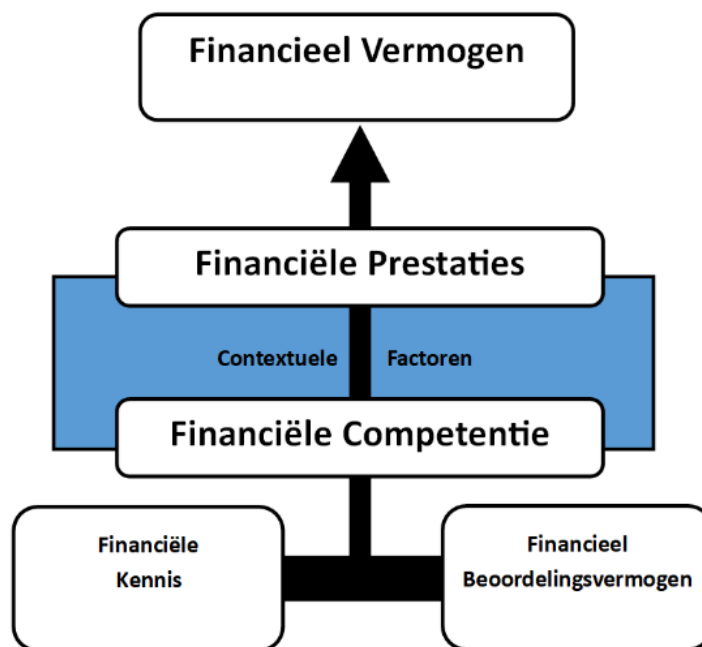 Financieel Vermogen
Financiële Prestaties
Contextuele Factoren
Financiële Competentie
Financiële
Kennis
Financieel
Beoordelingsvermogen